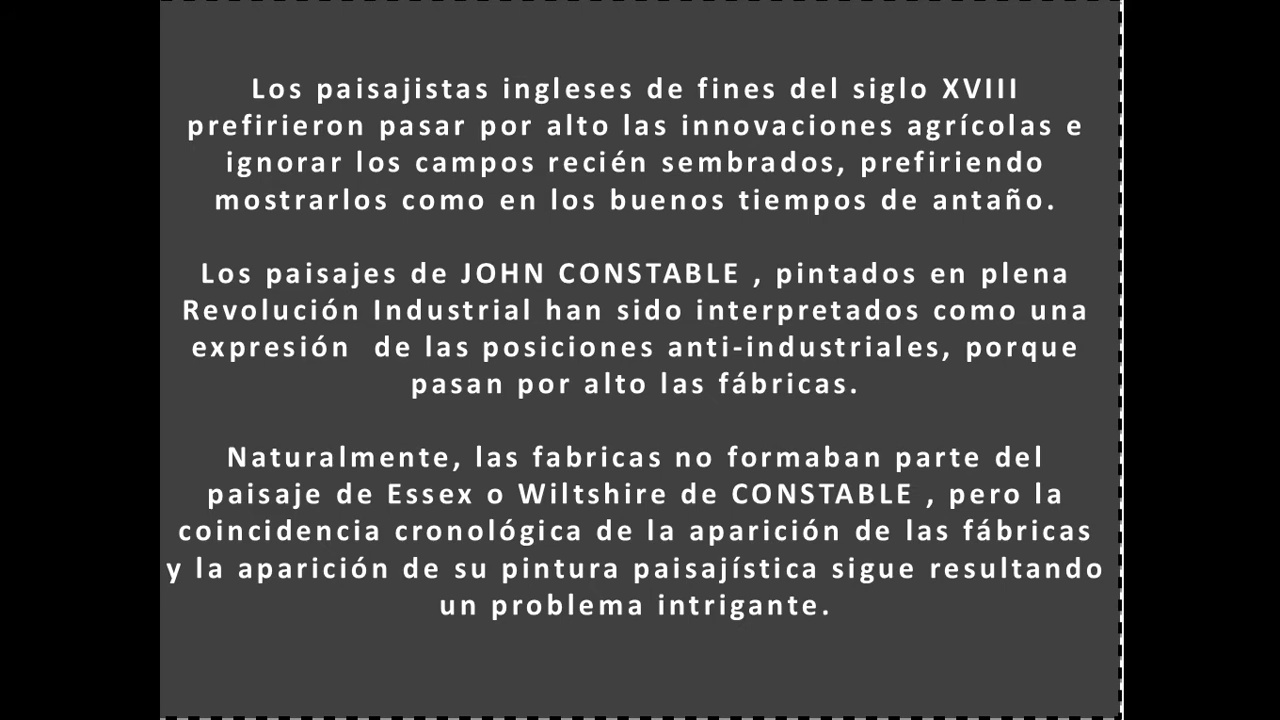 Los paisajistas ingleses de fines del siglo XVIII
prefirieron pasar por alto las innovaciones agrícolas e
ignorar los campos recién sembrados, prefiriendo
mostrarlos como en los buenos tiempos de antaño.
Los paisajes de JOHN CONSTABLE , pintados en plena
Revolución Industrial han sido interpretados como una
expresión  de las posiciones anti-industriales, porque
pasan por alto las fábricas.
Naturalmente, las fabricas no formaban parte del
paisaje de Essex o Wiltshire de CONSTABLE , pero la
coincidencia cronológica de la aparición de las fábricas
y la aparición de su pintura paisajística sigue resultando
un problema intrigante.